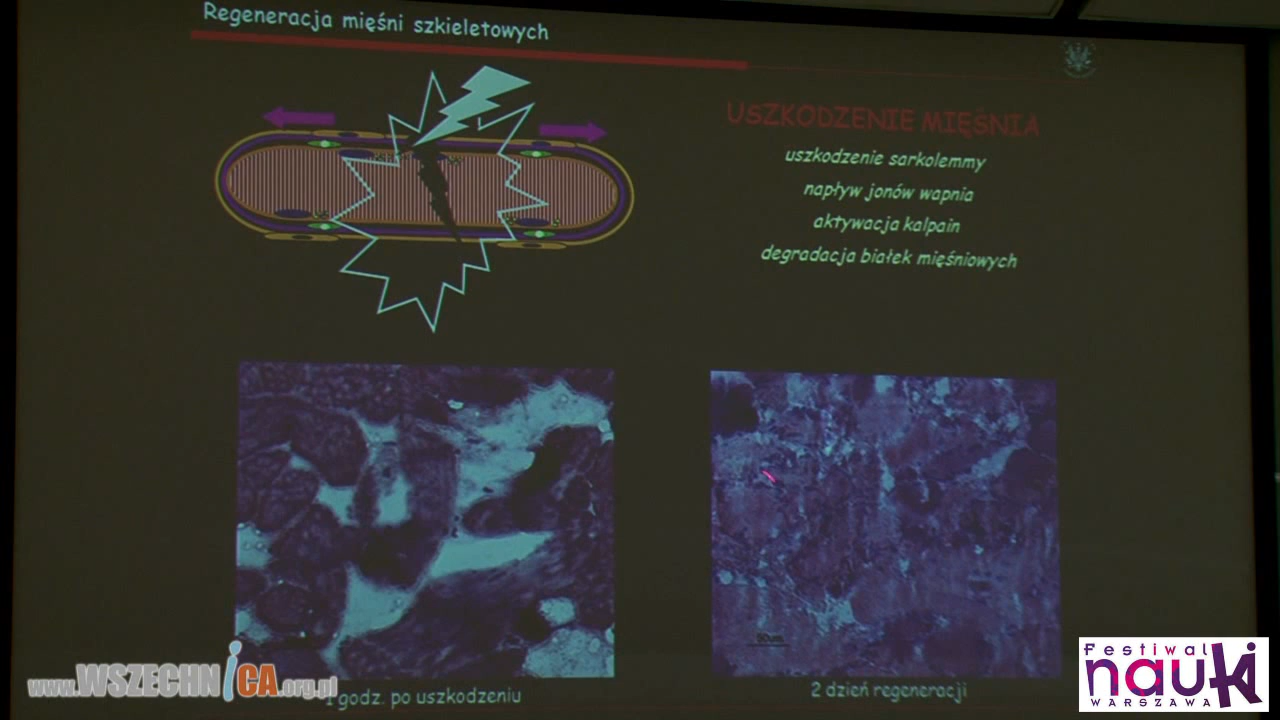 Regeneracja mięśni szkieletowych
USZKODZENIE MIĘŚNIA
uszkodzenie sarkolemmy
napływ jonów wapnia
aktywacja kalpain
degradacja białek mięśniowych
50um
1 godz. po uszkodzeniu
2 dzień regeneracji
www.WSZECHNICA.org.pl
Festiwal
nauki
WARSZAWA